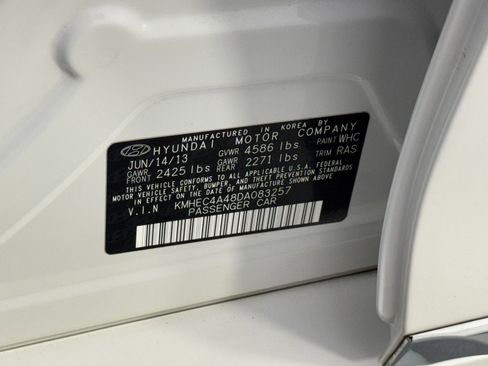 MANUFACTURED IN KOREA BY
HYUNDAI MOTOR COMPANY
JUN/14/13 GVWR 4586 lbs PAINT WHC
GAWR FRONT 2425 lbs GAWR REAR 2271 lbs TRIM RAS
THIS VEHICLE CONFORMS TO ALL APPLICABLE U.S.A. FEDERAL
MOTOR VEHICLE SAFETY, BUMPER, AND THEFT PREVENTION STANDARDS
IN EFFECT ON THE DATE OF MANUFACTURE SHOWN ABOVE.
V.I.N KMHEC4A48DA083257
PASSENGER CAR